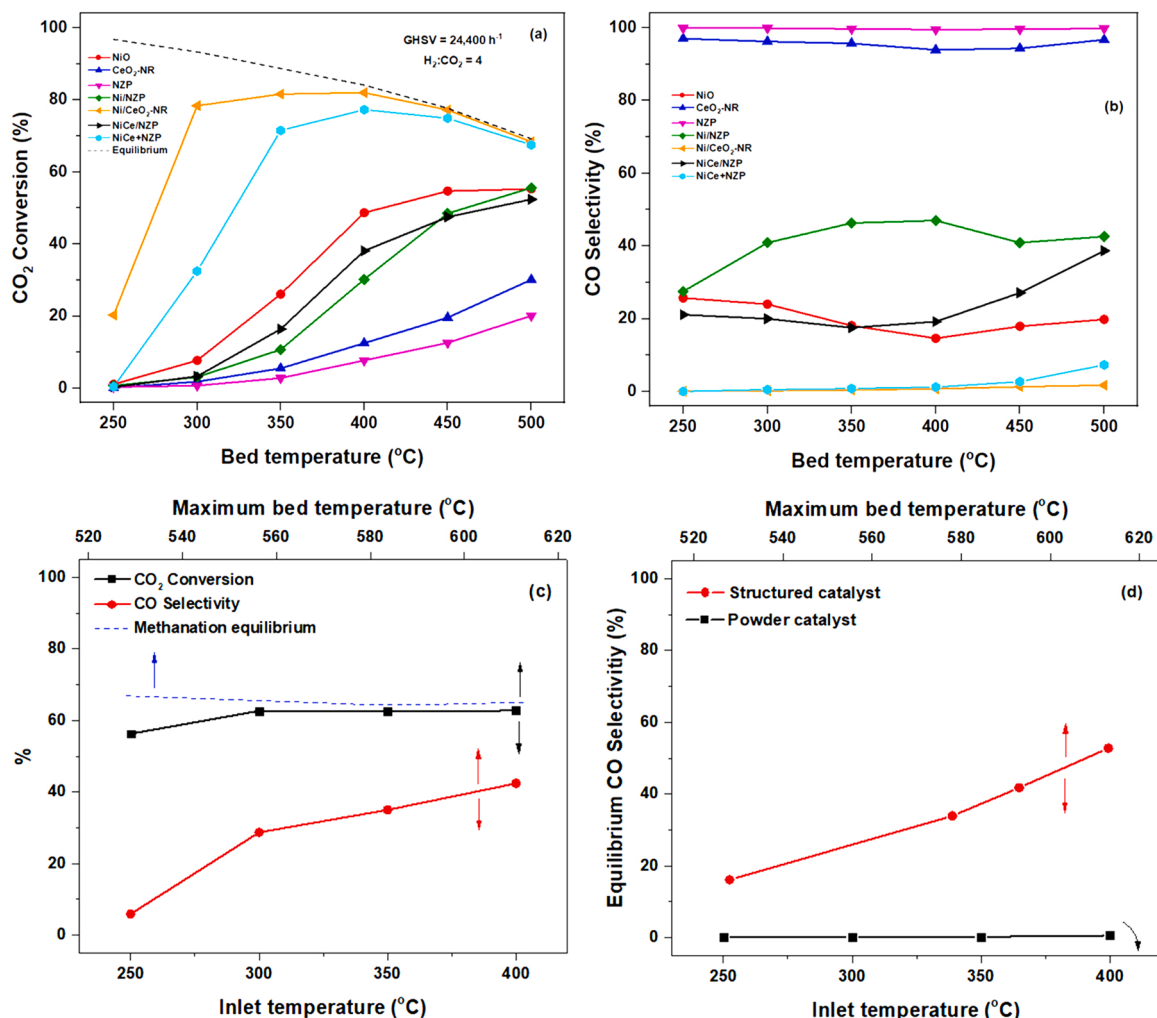 (a)
GHSV = 24,400 h⁻¹
H₂:CO₂ = 4
NiO
CeO₂-NR
NZP
Ni/NZP
Ni/CeO₂-NR
NiCe/NZP
NiCe+NZP
Equilibrium
100
80
60
40
20
0
CO₂ Conversion (%)
250 300 350 400 450 500
Bed temperature (°C)
(b)
NiO
CeO₂-NR
NZP
Ni/NZP
Ni/CeO₂-NR
NiCe/NZP
NiCe+NZP
100
80
60
40
20
0
CO Selectivity (%)
250 300 350 400 450 500
Bed temperature (°C)
Maximum bed temperature (°C)
520 540 560 580 600 620
(c)
CO₂ Conversion
CO Selectivity
Methanation equilibrium
100
80
60
40
20
0
%
250 300 350 400
Inlet temperature (°C)
Maximum bed temperature (°C)
520 540 560 580 600 620
(d)
Structured catalyst
Powder catalyst
100
80
60
40
20
0
Equilibrium CO Selectivitiy (%)
250 300 350 400
Inlet temperature (°C)